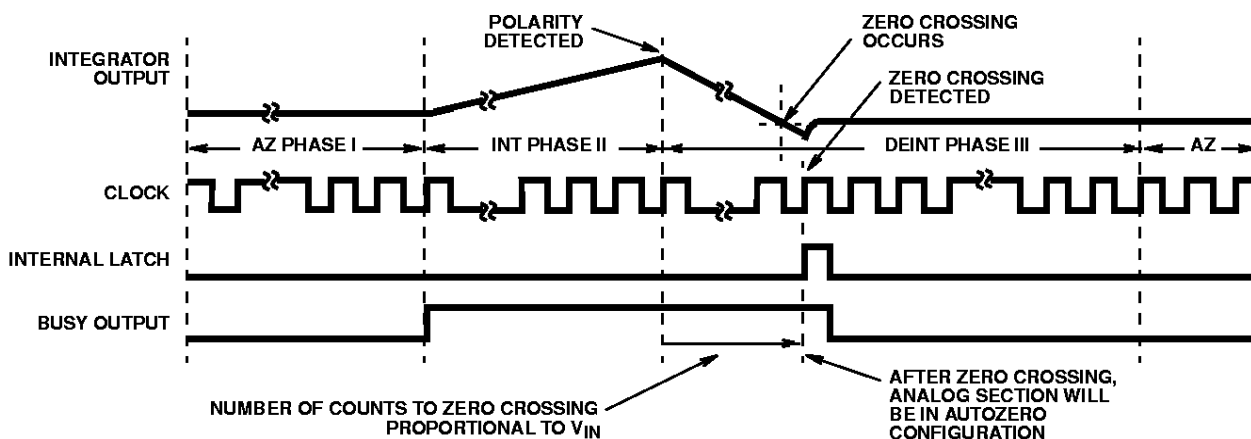 POLARITY
DETECTED
ZERO CROSSING
OCCURS
INTEGRATOR
OUTPUT
ZERO CROSSING
DETECTED
AZ PHASE I
INT PHASE II
DEINT PHASE III
AZ
CLOCK
INTERNAL LATCH
BUSY OUTPUT
NUMBER OF COUNTS TO ZERO CROSSING
PROPORTIONAL TO VIN
AFTER ZERO CROSSING,
ANALOG SECTION WILL
BE IN AUTOZERO
CONFIGURATION